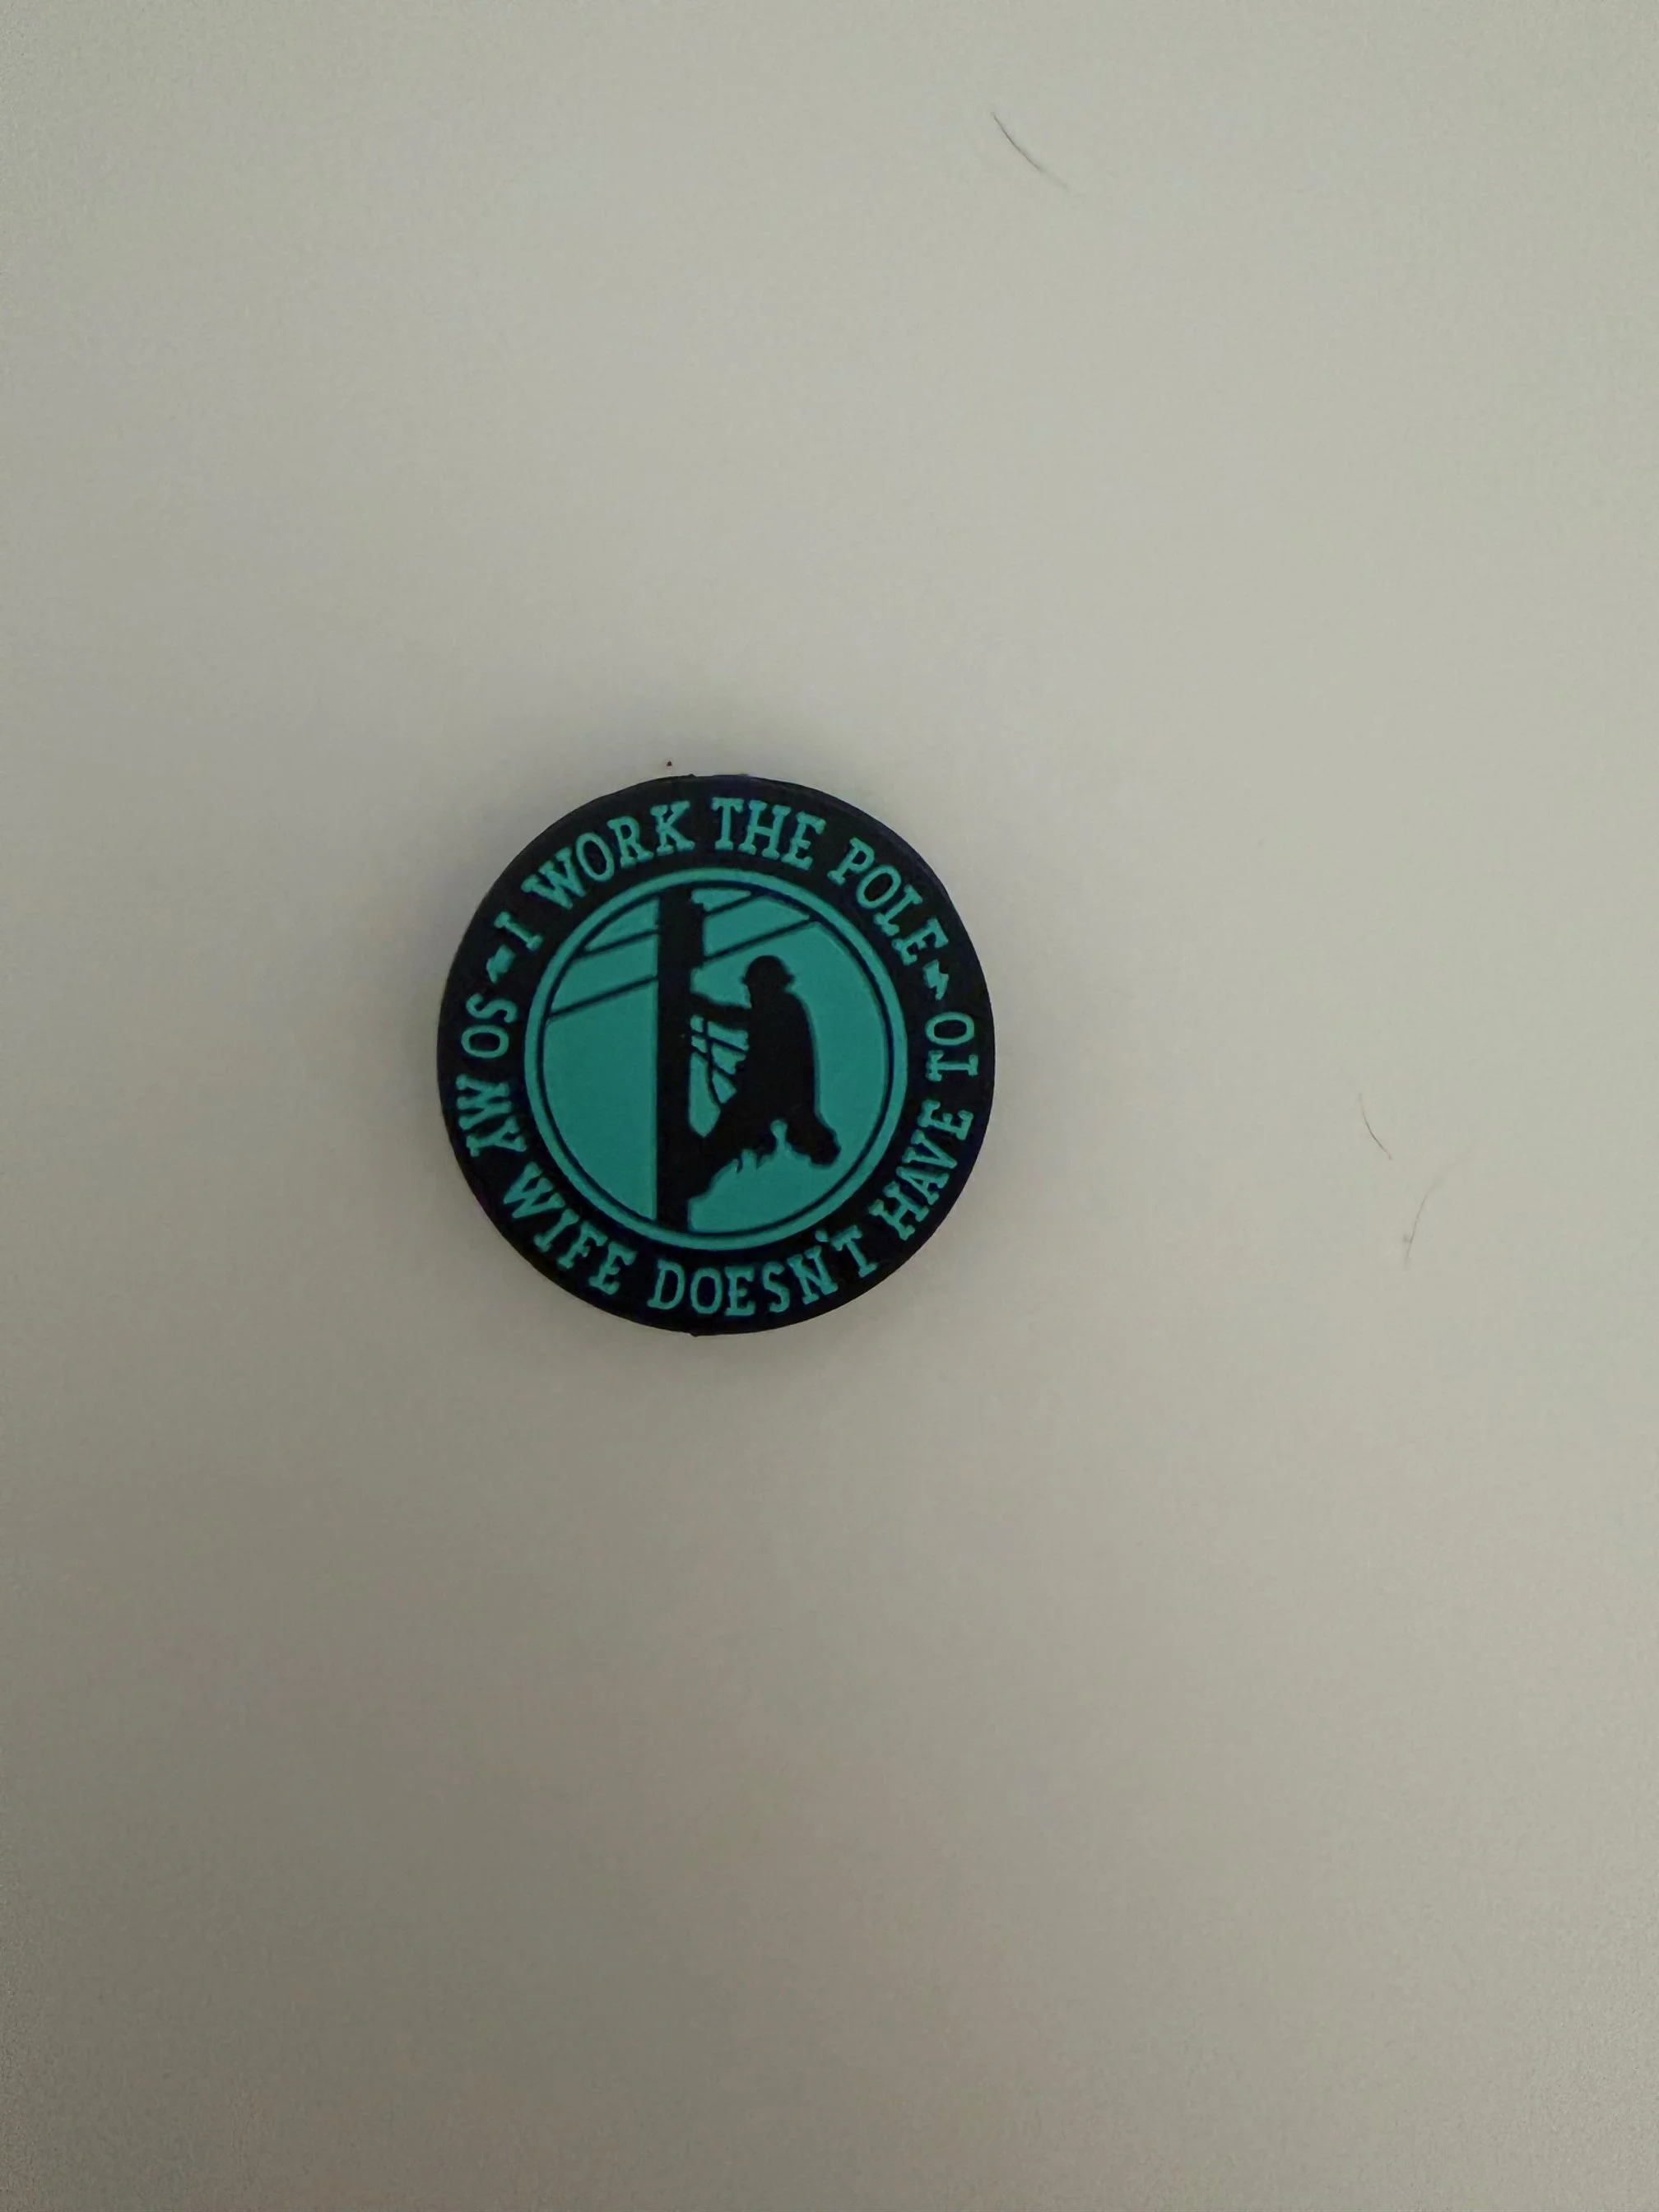 I WORK THE POLE
SO MY WIFE DOESN'T HAVE TO